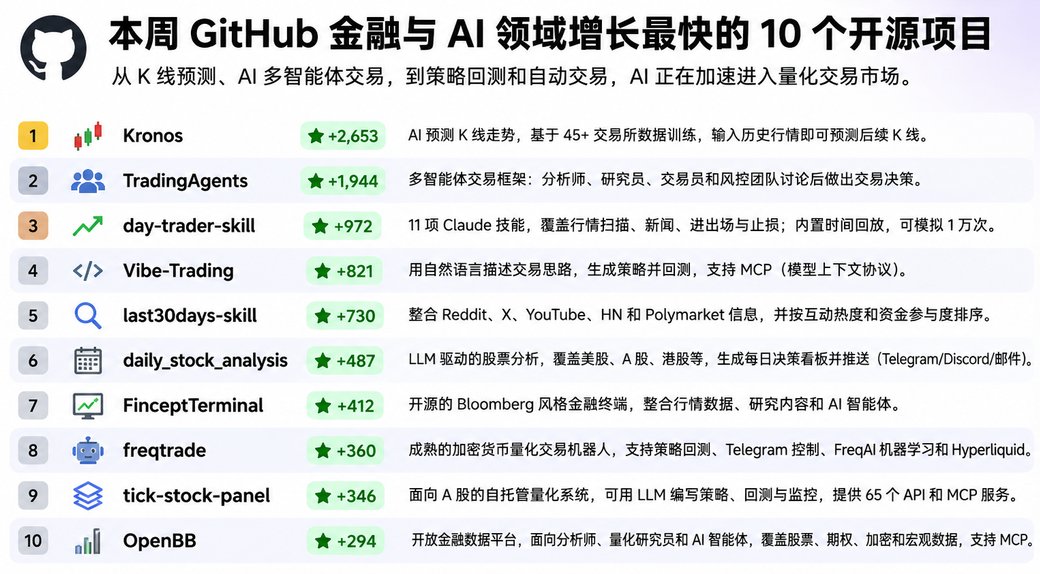 本周 GitHub 金融与 AI 领域增长最快的 10 个开源项目
从 K 线预测、AI 多智能体交易，到策略回测和自动交易，AI 正在加速进入量化交易市场。
1 Kronos +2,653 AI 预测 K 线走势，基于 45+ 交易所数据训练，输入历史行情即可预测后续 K 线。
2 TradingAgents +1,944 多智能体交易框架：分析师、研究员、交易员和风控团队讨论后做出交易决策。
3 day-trader-skill +972 11 项 Claude 技能，覆盖行情扫描、新闻、进出场与止损；内置时间回放，可模拟 1 万次。
4 Vibe-Trading +821 用自然语言描述交易思路，生成策略并回测，支持 MCP（模型上下文协议）。
5 last30days-skill +730 整合 Reddit、X、YouTube、HN 和 Polymarket 信息，并按互动热度和资金参与度排序。
6 daily_stock_analysis +487 LLM 驱动的股票分析，覆盖美股、A 股、港股等，生成每日决策看板并推送（Telegram/Discord/邮件）。
7 FinceptTerminal +412 开源的 Bloomberg 风格金融终端，整合行情数据、研究内容和 AI 智能体。
8 freqtrade +360 成熟的加密货币量化交易机器人，支持策略回测、Telegram 控制、FreqAI 机器学习和 Hyperliquid。
9 tick-stock-panel +346 面向 A 股的自托管量化系统，可用 LLM 编写策略、回测与监控，提供 65 个 API 和 MCP 服务。
10 OpenBB +294 开放金融数据平台，面向分析师、量化研究员和 AI 智能体，覆盖股票、期权、加密和宏观数据，支持 MCP。